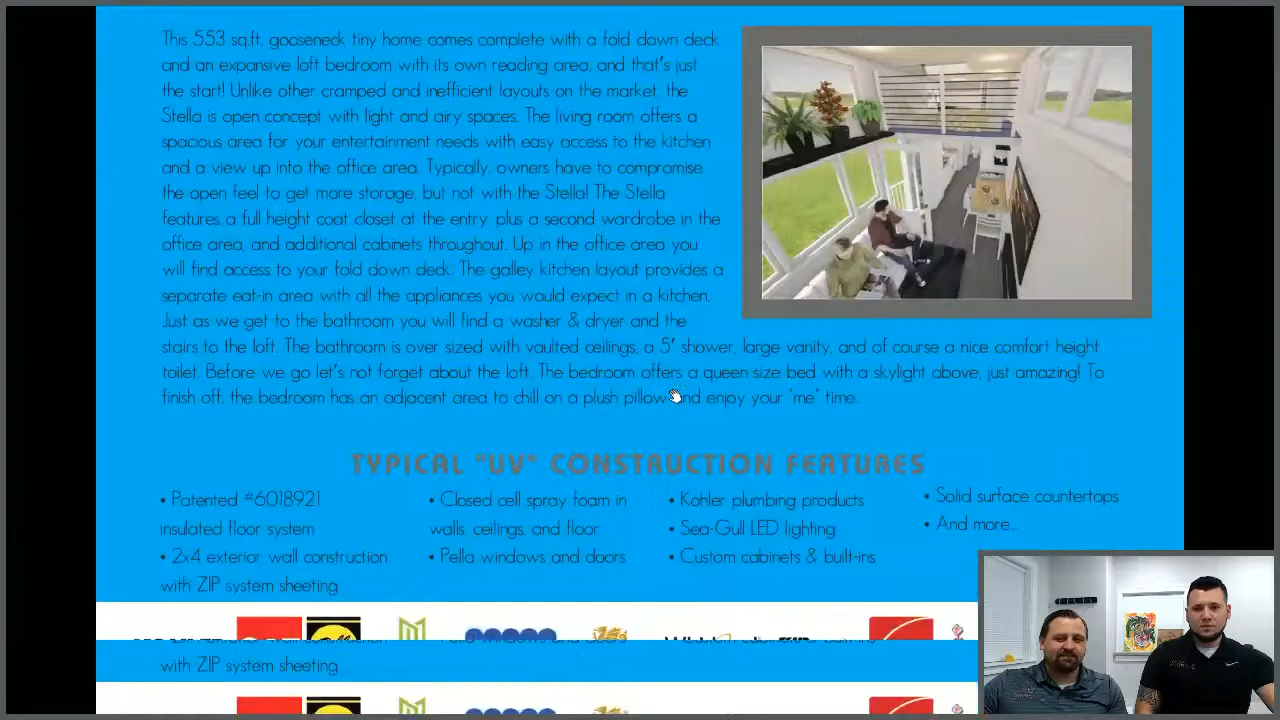 This 553 sq.ft. gooseneck tiny home comes complete with a fold down deck
and an expansive loft bedroom with its own reading area, and that's just
the start! Unlike other cramped and inefficient layouts on the market, the
Stella is open concept with light and airy spaces. The living room offers a
spacious area for your entertainment needs with easy access to the kitchen
and a view up into the office area. Typically, owners have to compromise
the open feel to get more storage, but not with the Stella! The Stella
features a full height coat closet at the entry plus a second wardrobe in the
office area, and additional cabinets throughout. Up in the office area you
will find access to your fold down deck. The galley kitchen layout provides a
separate eat-in area with all the appliances you would expect in a kitchen.
Just as we get to the bathroom you will find a washer & dryer and the
stairs to the loft. The bathroom is over sized with vaulted ceilings, a 5' shower, large vanity, and of course a nice comfort height
toilet. Before we go let's not forget about the loft. The bedroom offers a queen size bed with a skylight above, just amazing! To
finish off, the bedroom has an adjacent area to chill on a plush pillow and enjoy your "me" time.
TYPICAL "UV" CONSTRUCTION FEATURES
• Patented #6018921
insulated floor system
• 2x4 exterior wall construction
with ZIP system sheeting
• Closed cell spray foam in
walls, ceilings, and floor
• Pella windows and doors
• Kohler plumbing products
• Sea-Gull LED lighting
• Custom cabinets & built-ins
• Solid surface countertops
• And more...
with ZIP system sheeting